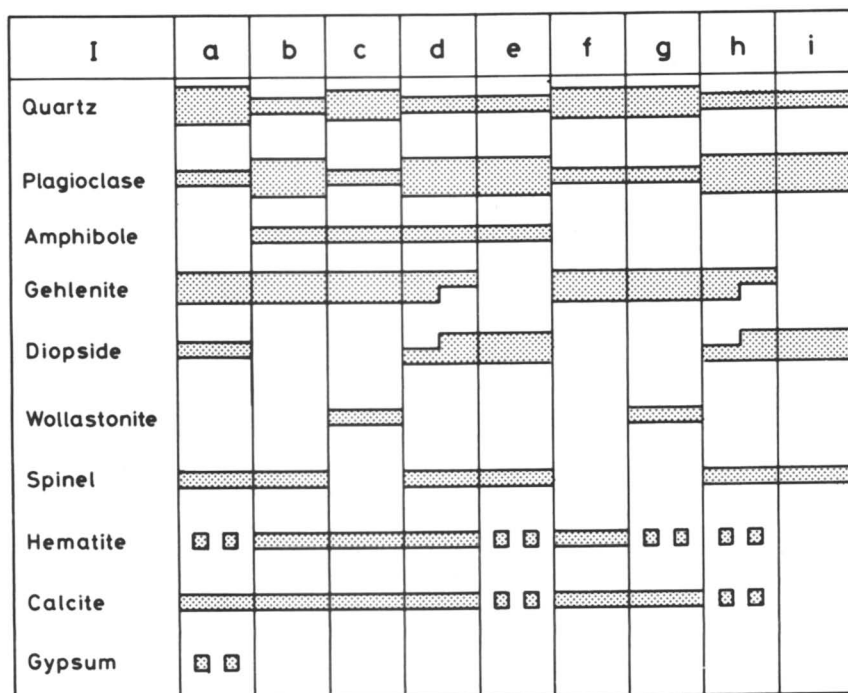 I a b c d e f g h i
Quartz
Plagioclase
Amphibole
Gehlenite
Diopside
Wollastonite
Spinel
Hematite
Calcite
Gypsum